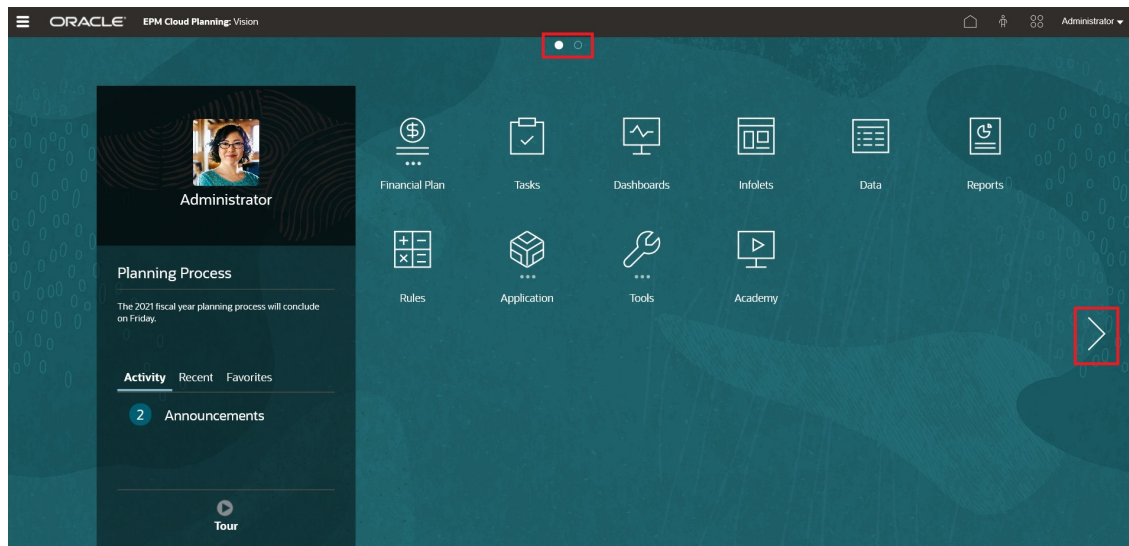 ORACLE EPM Cloud Planning: Vision Administrator
Administrator
Planning Process
The 2021 fiscal year planning process will conclude
on Friday.
Activity Recent Favorites
2 Announcements
Tour
Financial Plan Tasks Dashboards Infolets Data Reports
Rules Application Tools Academy